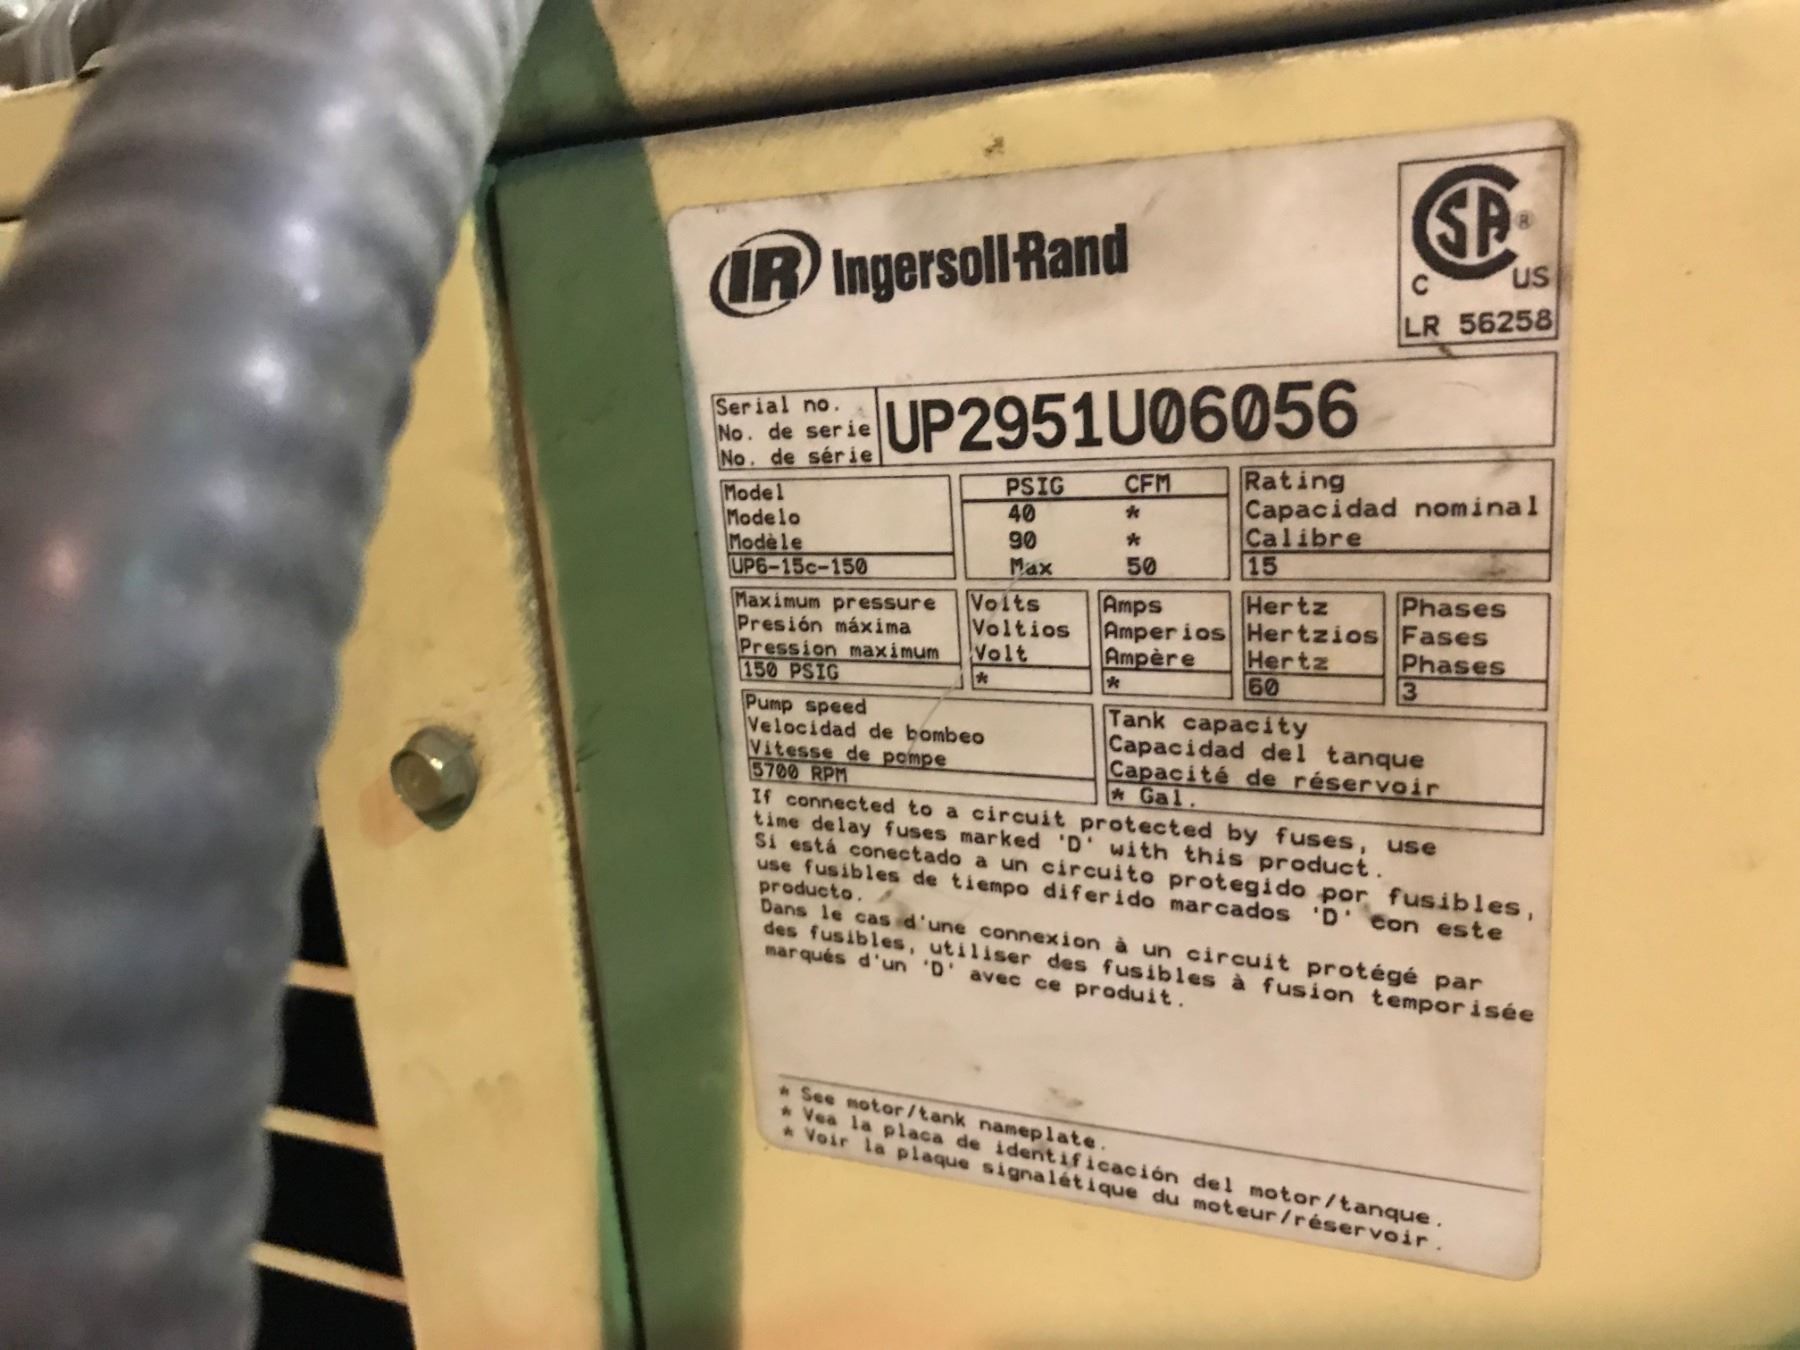 IR Ingersoll-Rand
CSA®
C US
LR 56258
Serial no.
No. de serie
No. de série
UP2951U06056
Model
Modelo
Modèle
UP6-15c-150
PSIG CFM
40 *
90 *
Max 50
Rating
Capacidad nominal
Calibre
15
Maximum pressure
Presión máxima
Pression maximum
150 PSIG
Volts
Voltios
Volt
*
Amps
Amperios
Ampère
*
Hertz
Hertzios
Hertz
60
Phases
Fases
Phases
3
Pump speed
Velocidad de bombeo
Vitesse de pompe
5700 RPM
Tank capacity
Capacidad del tanque
Capacité de réservoir
* Gal.
If connected to a circuit protected by fuses, use
time delay fuses marked 'D' with this product.
Si está conectado a un circuito protegido por fusibles,
use fusibles de tiempo diferido marcados 'D' con este
producto.
Dans le cas d'une connexion à un circuit protégé par
des fusibles, utiliser des fusibles à fusion temporisée
marqués d'un 'D' avec ce produit.
* See motor/tank nameplate.
* Vea la placa de identificación del motor/tanque.
* Voir la plaque signalétique du moteur/réservoir.